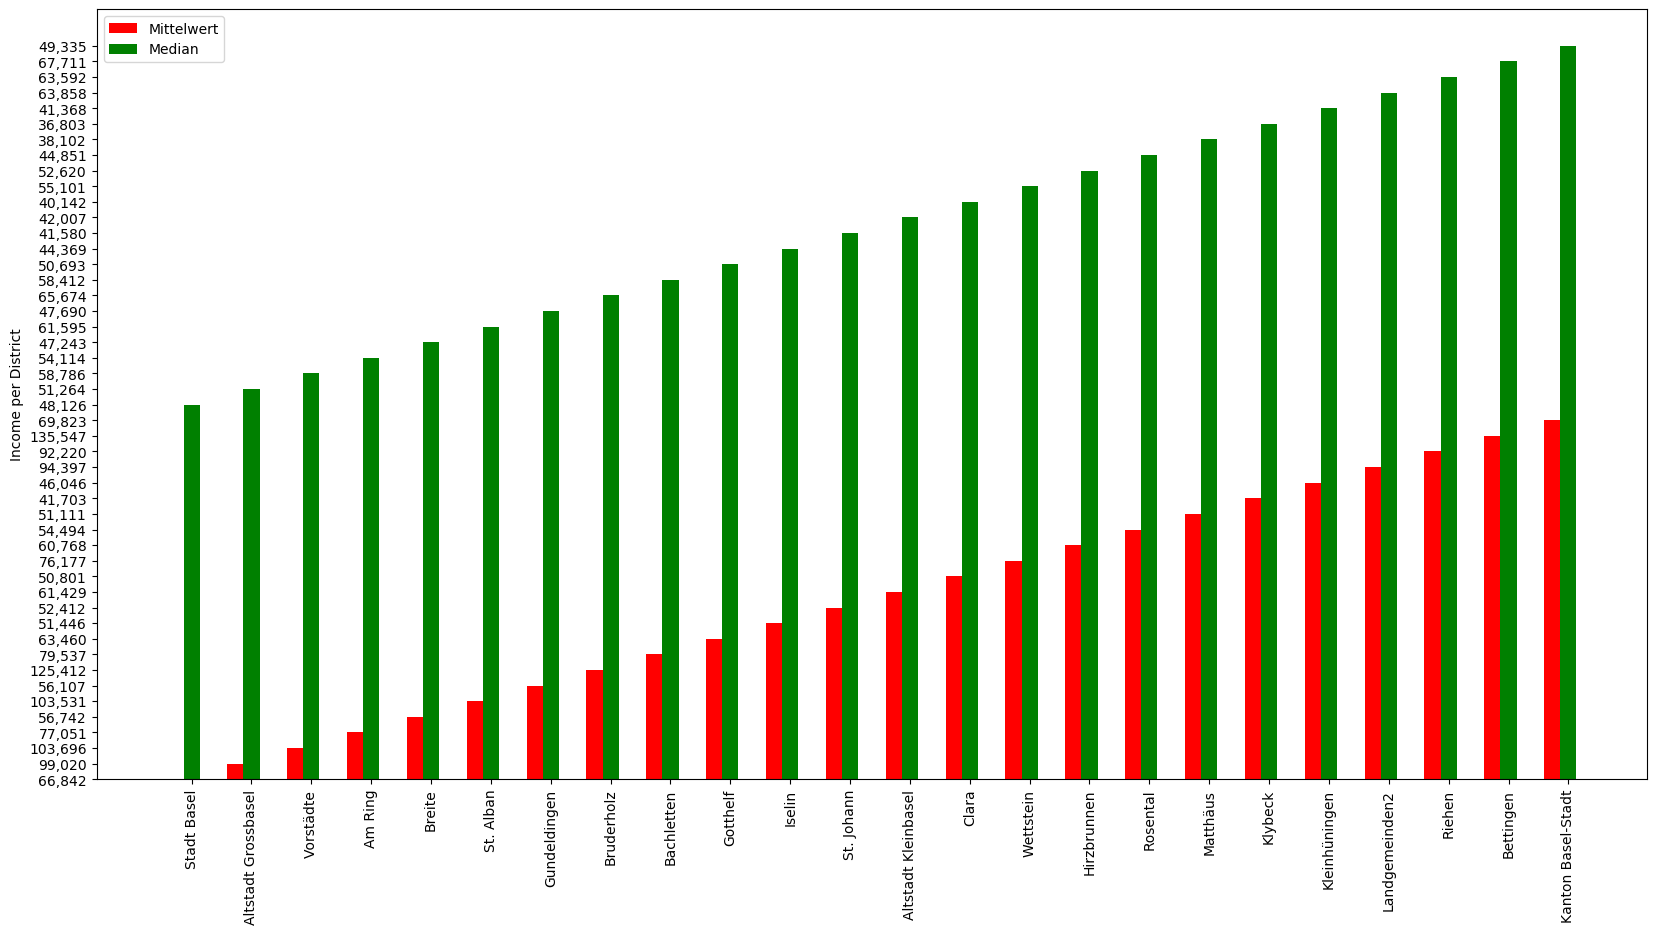 Mittelwert
Median
49,335
67,711
63,592
63,858
41,368
36,803
38,102
44,851
52,620
55,101
40,142
42,007
41,580
44,369
50,693
58,412
65,674
47,690
61,595
47,243
54,114
58,786
51,264
48,126
69,823
135,547
92,220
94,397
46,046
41,703
51,111
54,494
60,768
76,177
50,801
61,429
52,412
51,446
63,460
79,537
125,412
56,107
103,531
56,742
77,051
103,696
99,020
66,842
Income per District
Stadt Basel
Altstadt Grossbasel
Vorstädte
Am Ring
Breite
St. Alban
Gundeldingen
Bruderholz
Bachletten
Gotthelf
Iselin
St. Johann
Altstadt Kleinbasel
Clara
Wettstein
Hirzbrunnen
Rosental
Matthäus
Klybeck
Kleinhüningen
Landgemeinden2
Riehen
Bettingen
Kanton Basel-Stadt